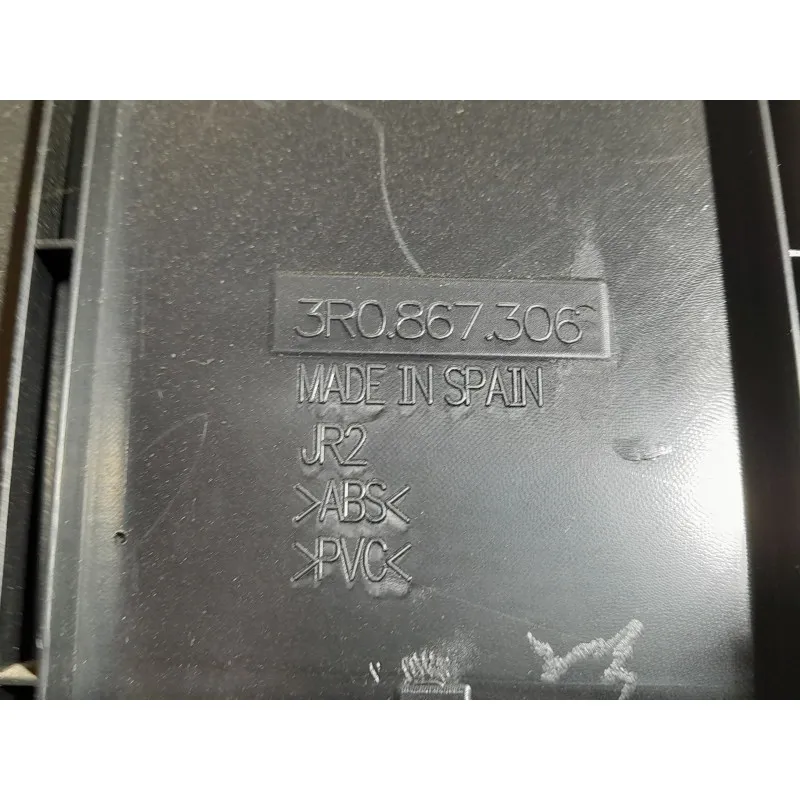 3R0.867.306
MADE IN SPAIN
JR2
>ABS<
>PVC<